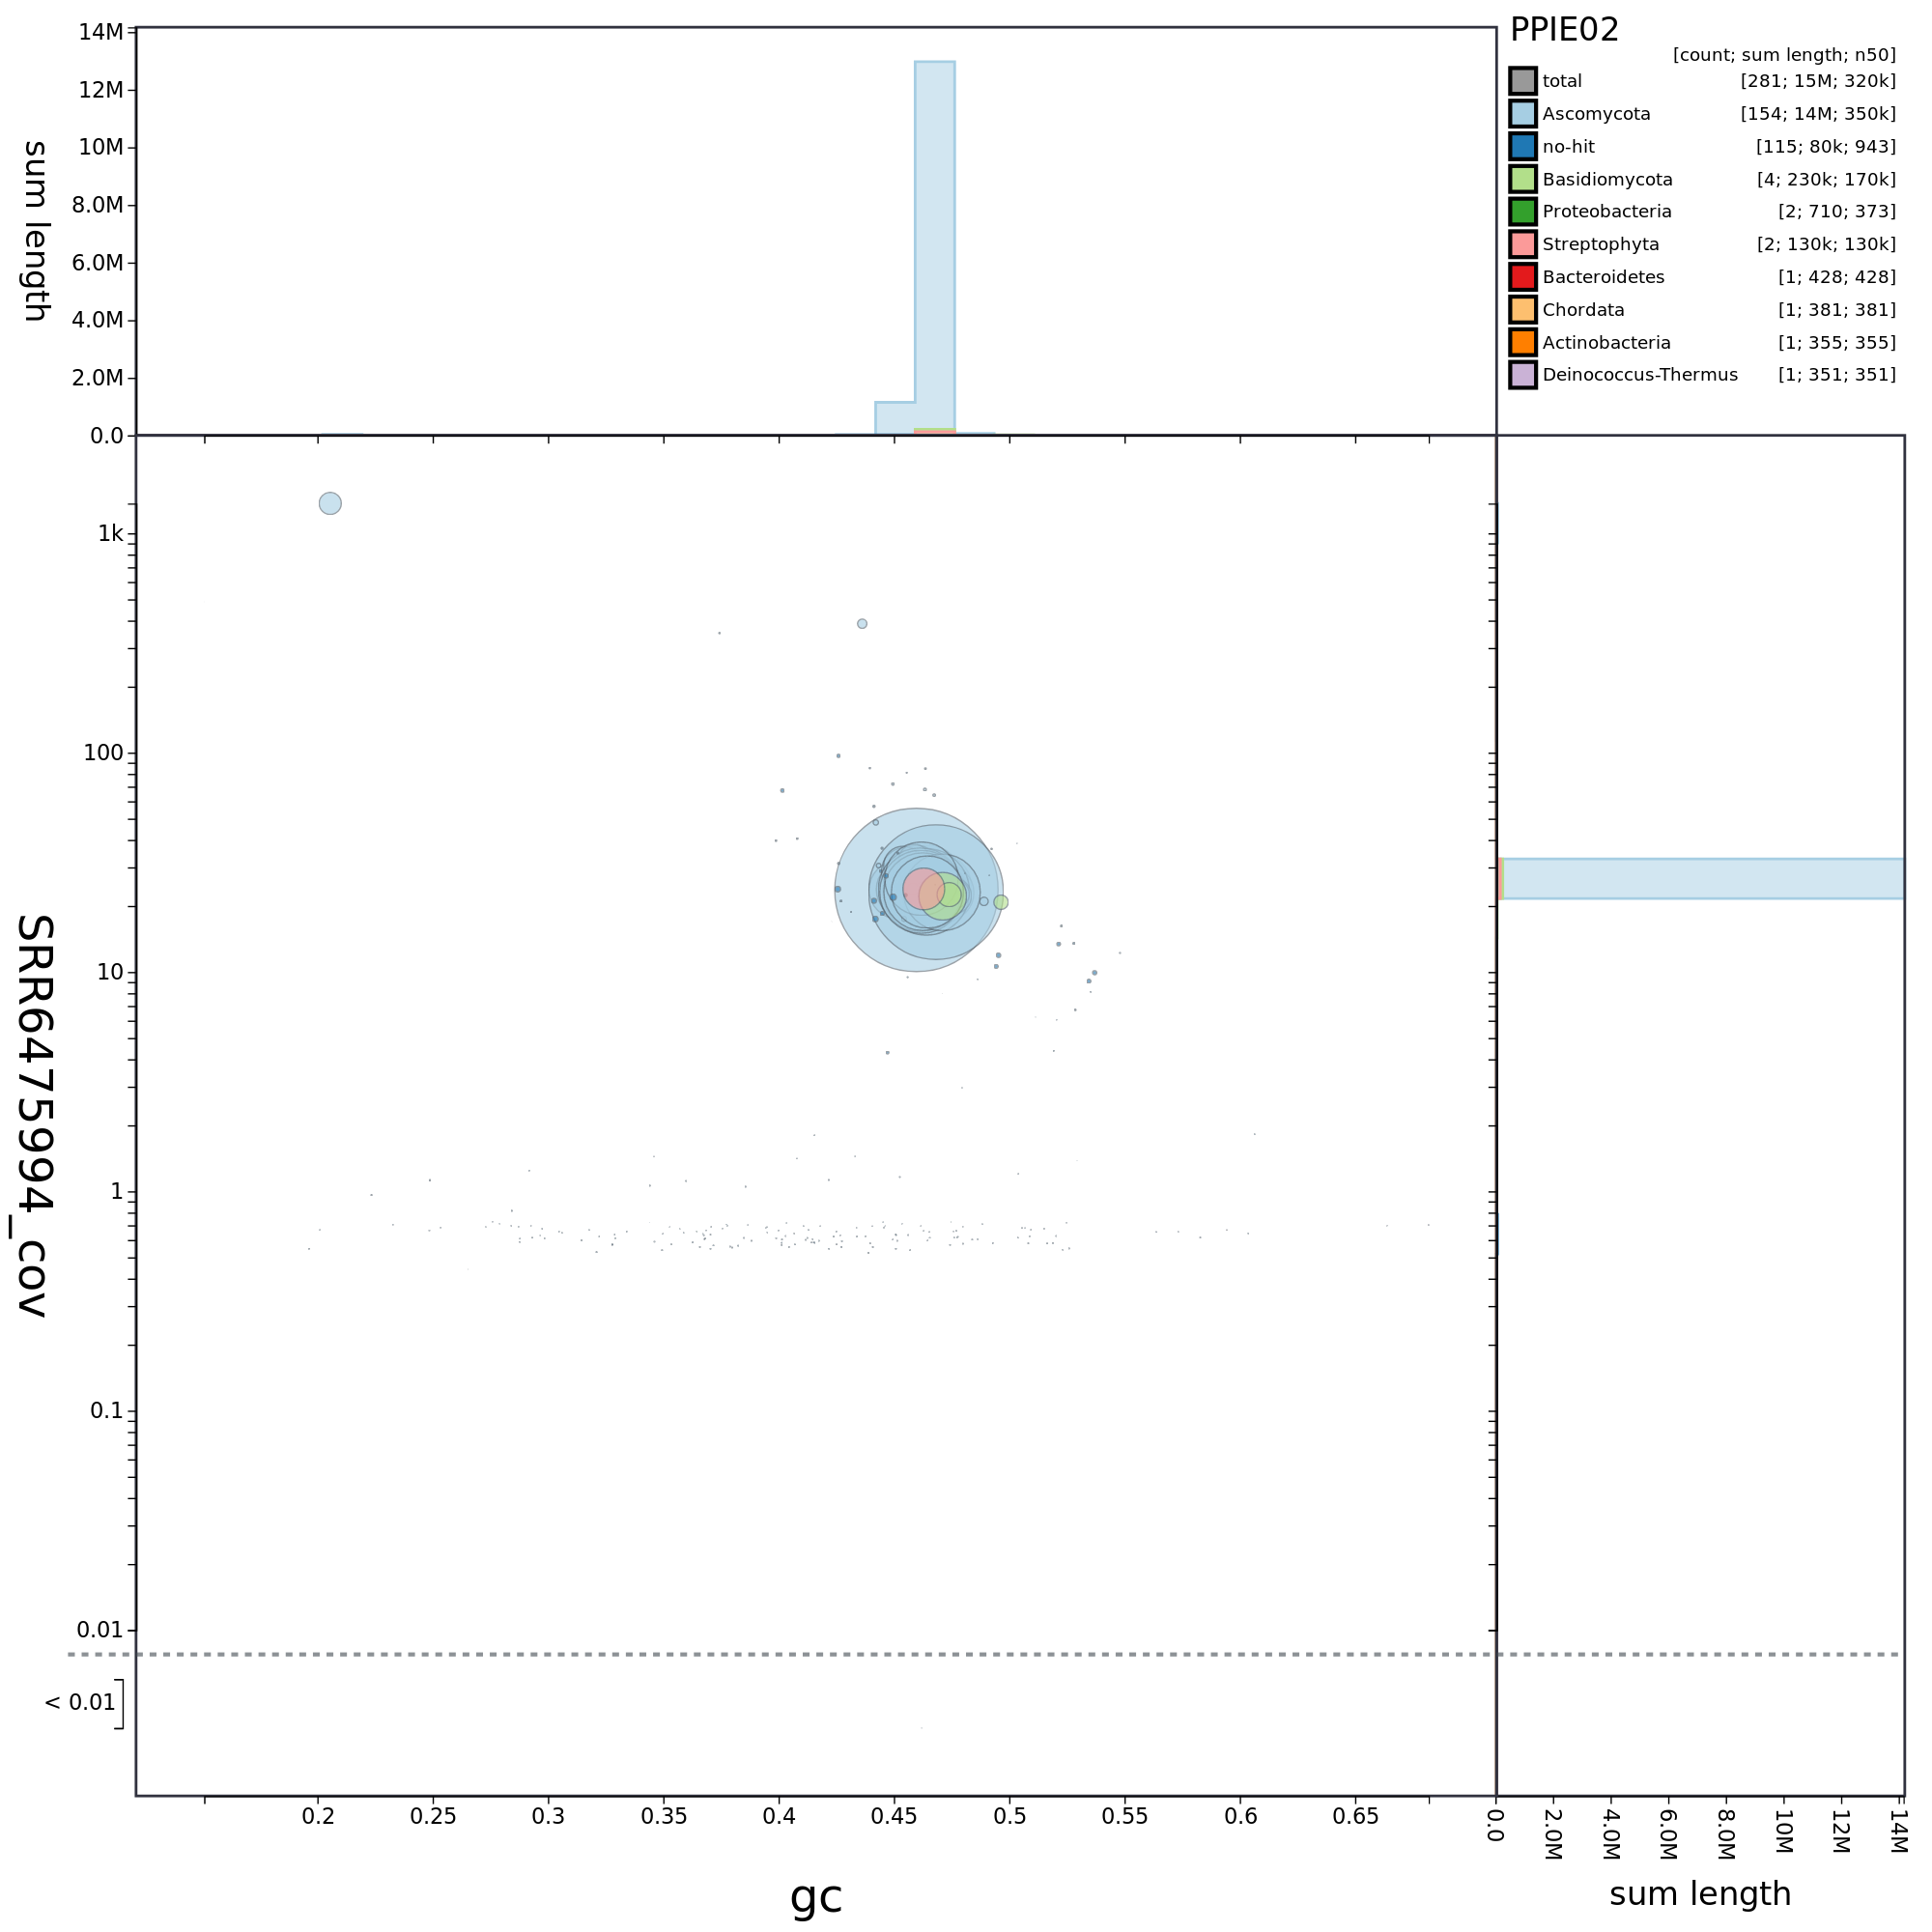 PPIE02
[count; sum length; n50]
total [281; 15M; 320k]
Ascomycota [154; 14M; 350k]
no-hit [115; 80k; 943]
Basidiomycota [4; 230k; 170k]
Proteobacteria [2; 710; 373]
Streptophyta [2; 130k; 130k]
Bacteroidetes [1; 428; 428]
Chordata [1; 381; 381]
Actinobacteria [1; 355; 355]
Deinococcus-Thermus [1; 351; 351]
14M
12M
10M
8.0M
6.0M
4.0M
2.0M
0.0
sum length
1k
100
10
1
0.1
0.01
< 0.01
SRR6475994_cov
0.2 0.25 0.3 0.35 0.4 0.45 0.5 0.55 0.6 0.65
gc
0.0 2.0M 4.0M 6.0M 8.0M 10M 12M 14M
sum length